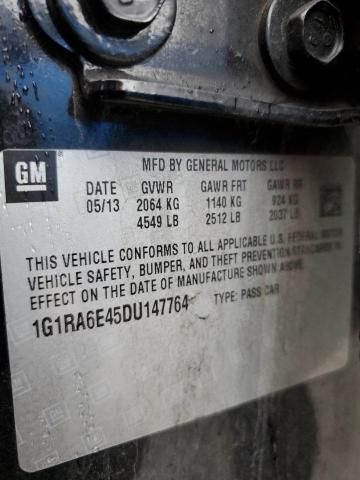 GM
MFD BY GENERAL MOTORS LLC
DATE GVWR GAWR FRT GAWR RR
05/13 2064 KG 1140 KG 924 KG
4549 LB 2512 LB 2037 LB
THIS VEHICLE CONFORMS TO ALL APPLICABLE U.S. FEDERAL MOTOR
VEHICLE SAFETY, BUMPER, AND THEFT PREVENTION STANDARDS
IN EFFECT ON THE DATE OF MANUFACTURE SHOWN ABOVE.
1G1RA6E45DU147764 TYPE: PASS CAR